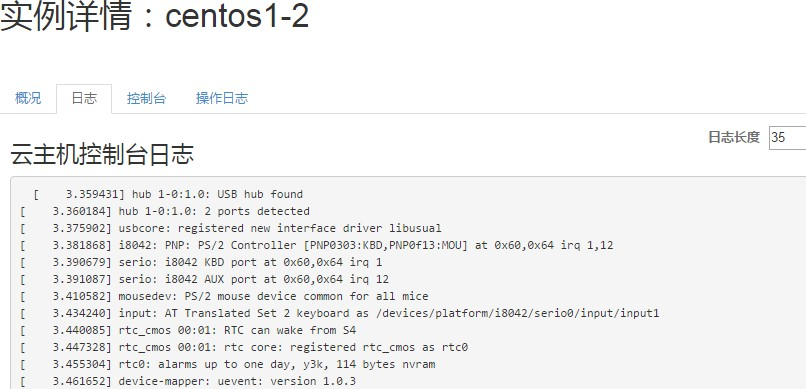 实例详情：centos1-2
概况 日志 控制台 操作日志
日志长度 35
云主机控制台日志
[    3.359431] hub 1-0:1.0: USB hub found
[    3.360184] hub 1-0:1.0: 2 ports detected
[    3.375902] usbcore: registered new interface driver libusual
[    3.381868] i8042: PNP: PS/2 Controller [PNP0303:KBD,PNP0f13:MOU] at 0x60,0x64 irq 1,12
[    3.390679] serio: i8042 KBD port at 0x60,0x64 irq 1
[    3.391087] serio: i8042 AUX port at 0x60,0x64 irq 12
[    3.410582] mousedev: PS/2 mouse device common for all mice
[    3.434240] input: AT Translated Set 2 keyboard as /devices/platform/i8042/serio0/input/input1
[    3.440085] rtc_cmos 00:01: RTC can wake from S4
[    3.447328] rtc_cmos 00:01: rtc core: registered rtc_cmos as rtc0
[    3.455304] rtc0: alarms up to one day, y3k, 114 bytes nvram
[    3.461652] device-mapper: uevent: version 1.0.3